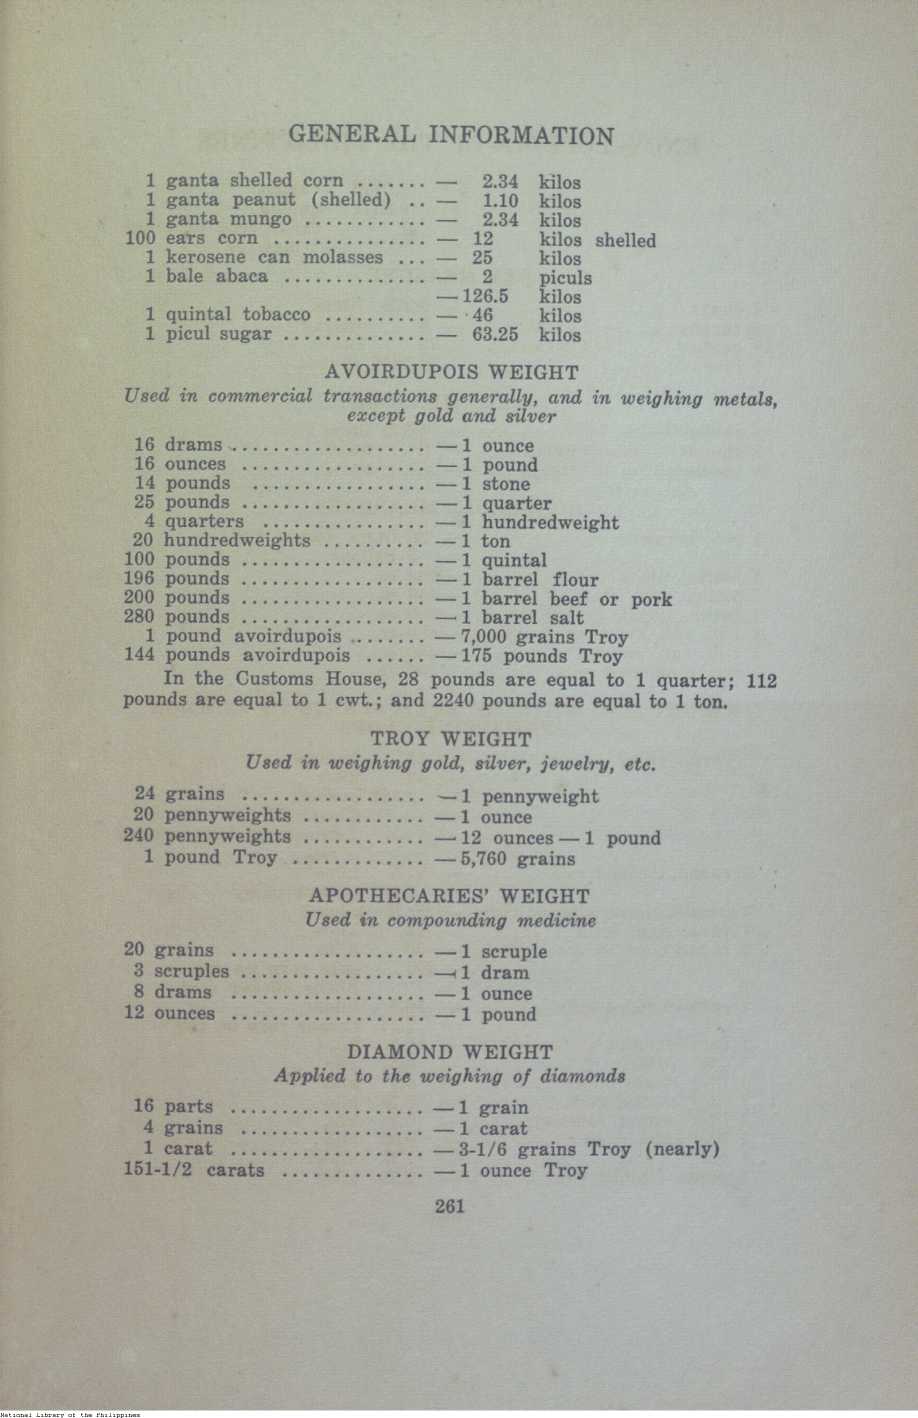 GENERAL INFORMATION
1 ganta shelled corn ....... — 2.34 kilos
1 ganta peanut (shelled) .. — 1.10 kilos
1 ganta mungo ............ — 2.34 kilos
100 ears corn ............... — 12 kilos shelled
1 kerosene can molasses ... — 25 kilos
1 bale abaca .............. — 2 piculs
— 126.5 kilos
1 quintal tobacco .......... — 46 kilos
1 picul sugar .............. — 63.25 kilos
AVOIRDUPOIS WEIGHT
Used in commercial transactions generally, and in weighing metals,
except gold and silver
16 drams ................... — 1 ounce
16 ounces .................. — 1 pound
14 pounds ................. — 1 stone
25 pounds .................. — 1 quarter
4 quarters ................ — 1 hundredweight
20 hundredweights .......... — 1 ton
100 pounds .................. — 1 quintal
196 pounds .................. — 1 barrel flour
200 pounds .................. — 1 barrel beef or pork
280 pounds .................. — 1 barrel salt
1 pound avoirdupois ........ — 7,000 grains Troy
144 pounds avoirdupois ...... — 175 pounds Troy
In the Customs House, 28 pounds are equal to 1 quarter; 112
pounds are equal to 1 cwt.; and 2240 pounds are equal to 1 ton.
TROY WEIGHT
Used in weighing gold, silver, jewelry, etc.
24 grains .................. — 1 pennyweight
20 pennyweights ............ — 1 ounce
240 pennyweights ............ — 12 ounces — 1 pound
1 pound Troy ............. — 5,760 grains
APOTHECARIES' WEIGHT
Used in compounding medicine
20 grains ................... — 1 scruple
3 scruples .................. — 1 dram
8 drams ................... — 1 ounce
12 ounces ................... — 1 pound
DIAMOND WEIGHT
Applied to the weighing of diamonds
16 parts ................... — 1 grain
4 grains .................. — 1 carat
1 carat ................... — 3-1/6 grains Troy (nearly)
151-1/2 carats .............. — 1 ounce Troy
261
National Library of the Philippines